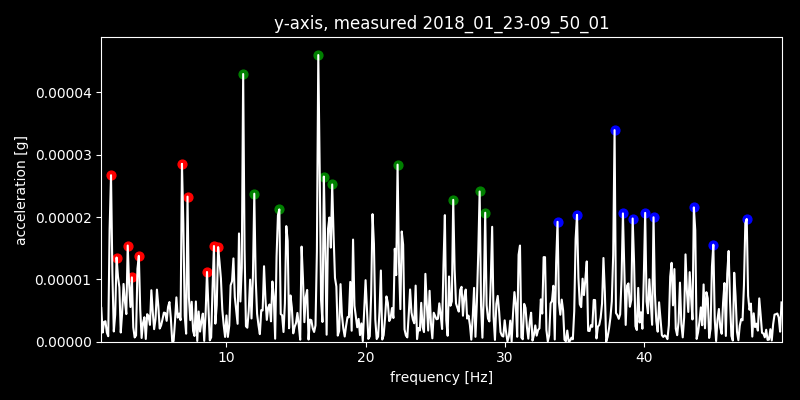 y-axis, measured 2018_01_23-09_50_01
acceleration [g]
0.00004
0.00003
0.00002
0.00001
0.00000
10 20 30 40
frequency [Hz]